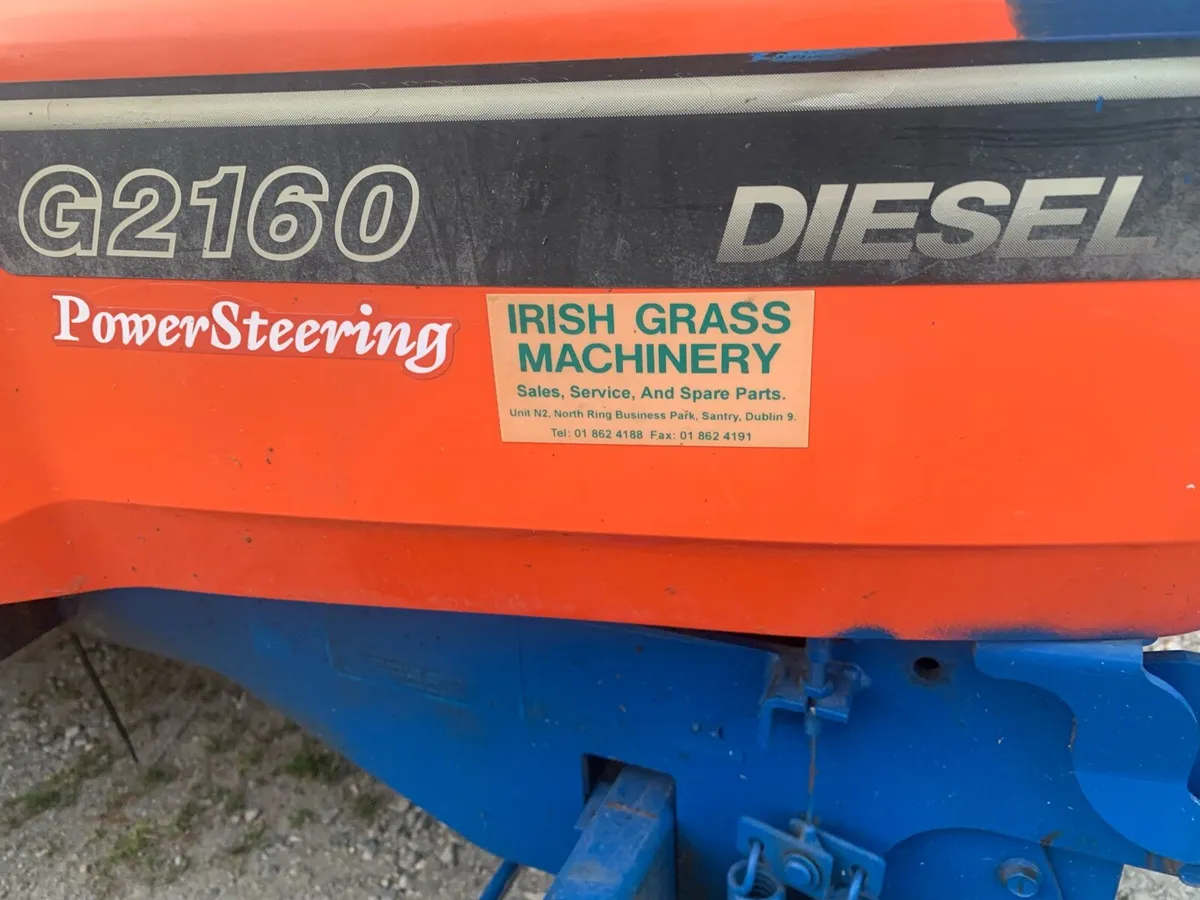 G2160
DIESEL
PowerSteering
IRISH GRASS
MACHINERY
Sales, Service, And Spare Parts.
Unit N2, North Ring Business Park, Santry, Dublin 9.
Tel: 01 862 4188 Fax: 01 862 4191